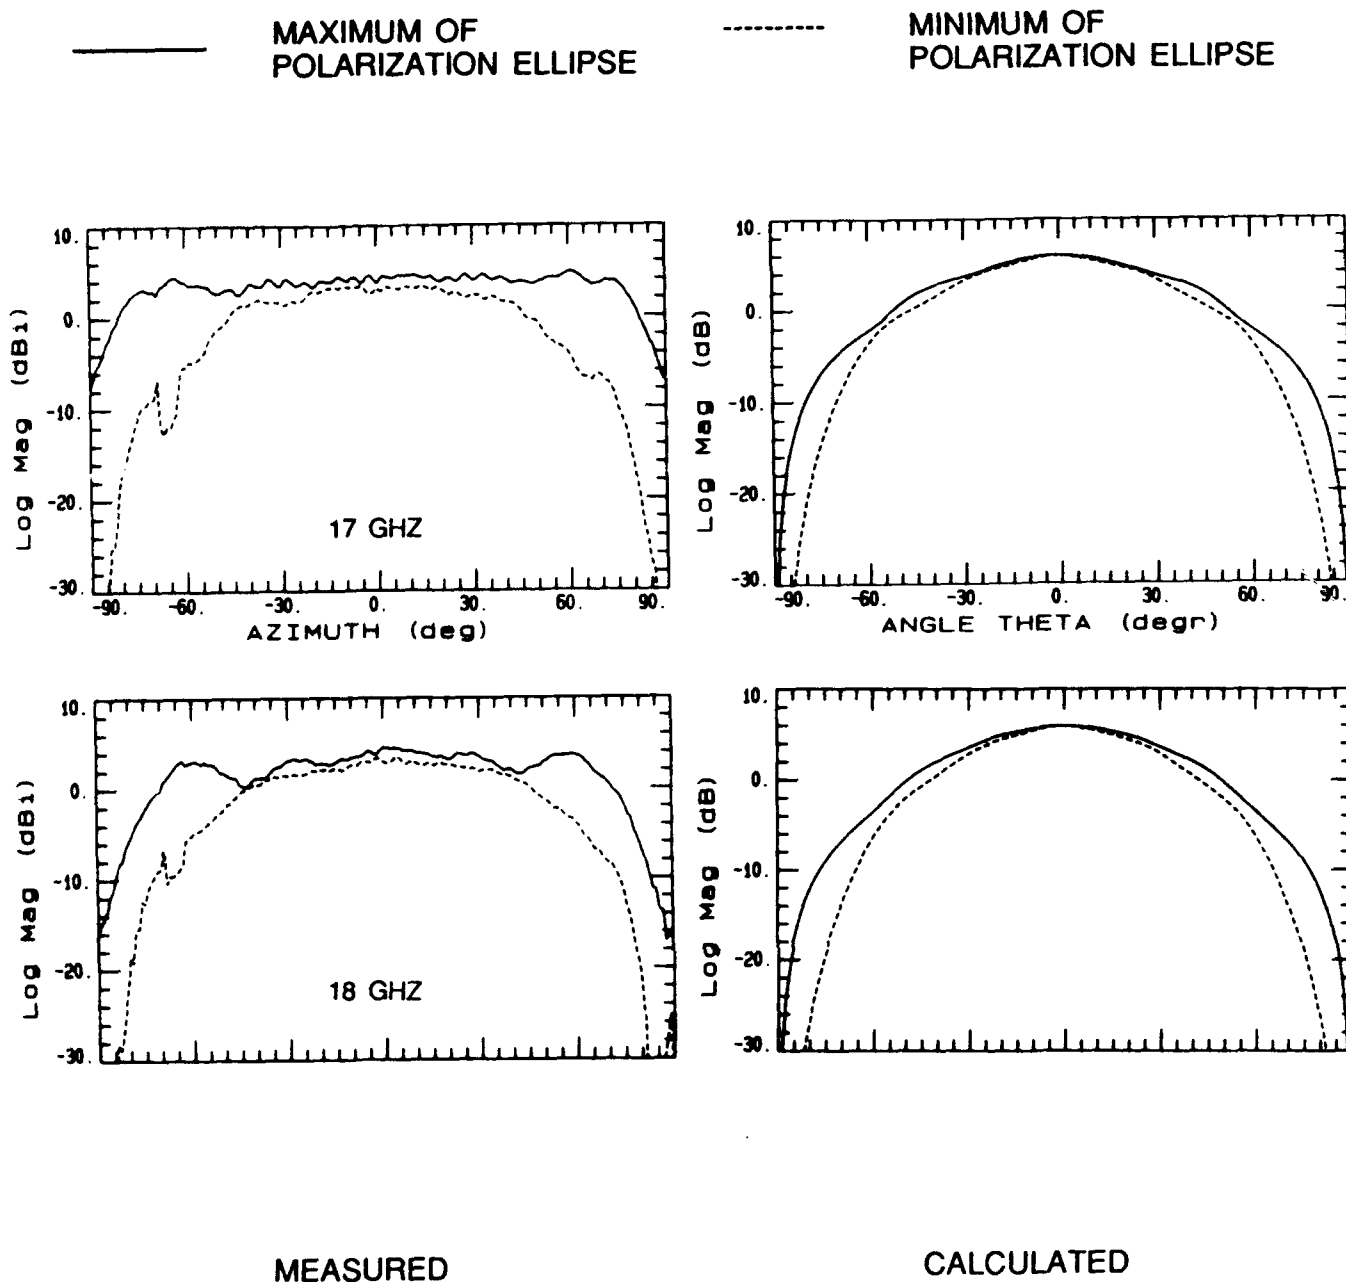 MAXIMUM OF
POLARIZATION ELLIPSE
MINIMUM OF
POLARIZATION ELLIPSE
10.
0.
-10.
-20.
-30.
Log Mag (dBi)
17 GHZ
-90. -60. -30. 0. 30. 60. 90.
AZIMUTH (deg)
10.
0.
-10.
-20.
-30.
Log Mag (dB)
-90. -60. -30. 0. 30. 60. 90.
ANGLE THETA (degr)
10.
0.
-10.
-20.
-30.
Log Mag (dBi)
18 GHZ
10.
0.
-10.
-20.
-30.
Log Mag (dB)
MEASURED
CALCULATED